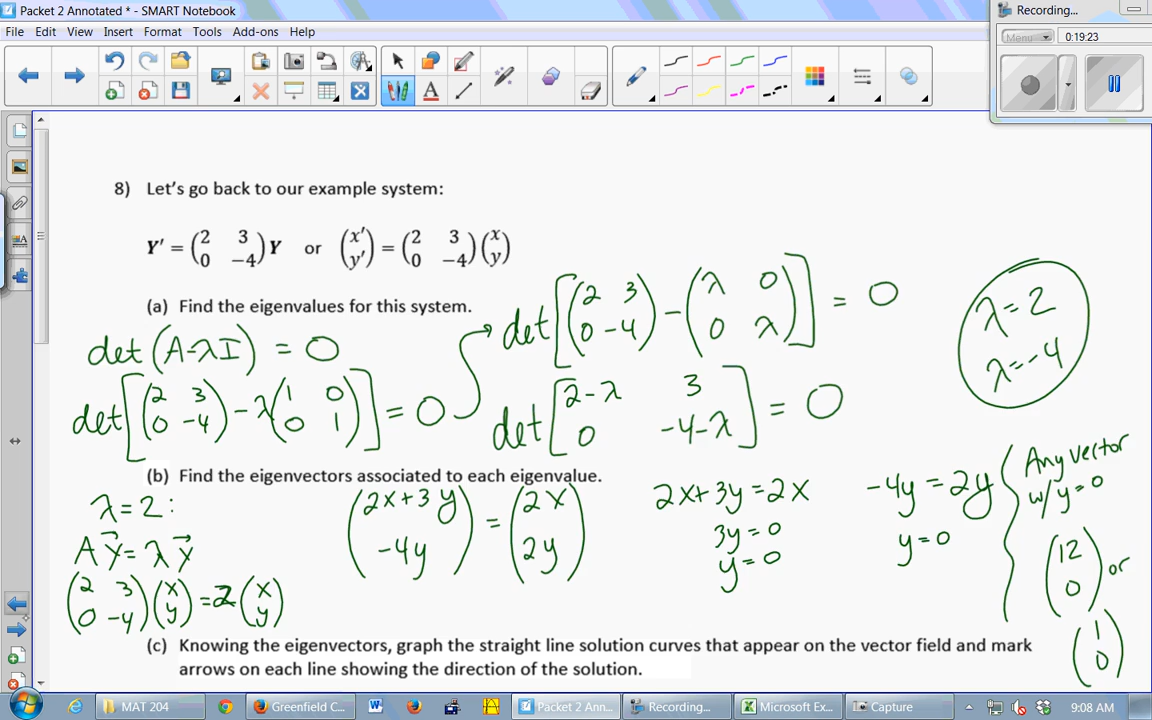 Packet 2 Annotated * - SMART Notebook
Recording...
File Edit View Insert Format Tools Add-ons Help
Menu
0:19:23
8) Let's go back to our example system:
Y' = (2 3
0 -4) Y or (x'
y') = (2 3
0 -4) (x
y)
(a) Find the eigenvalues for this system.
det (A-λI) = 0
det [(2 3
0 -4) - λ(1 0
0 1)] = 0
det [(2 3
0 -4) - (λ 0
0 λ)] = 0
det [2-λ 3
0 -4-λ] = 0
λ=2
λ=-4
(b) Find the eigenvectors associated to each eigenvalue.
λ=2:
AY=λY
(2 3
0 -4) (x
y) = 2 (x
y)
(2x+3y
-4y) = (2x
2y)
2x+3y=2x
3y=0
y=0
-4y=2y
y=0
Any vector
w/ y=0
(12
0) or
(1
0)
(c) Knowing the eigenvectors, graph the straight line solution curves that appear on the vector field and mark
arrows on each line showing the direction of the solution.
MAT 204
Greenfield C...
Packet 2 Ann...
Recording...
Microsoft Ex...
Capture
9:08 AM